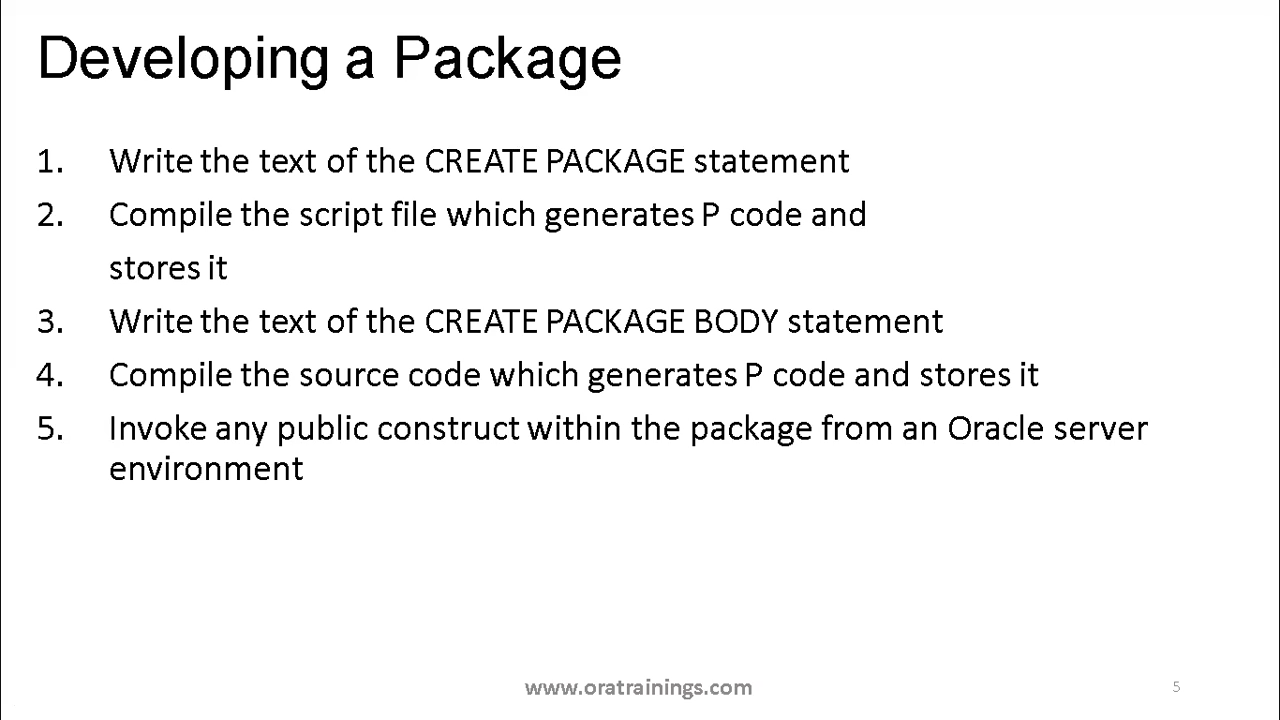 Developing a Package
1. Write the text of the CREATE PACKAGE statement
2. Compile the script file which generates P code and
stores it
3. Write the text of the CREATE PACKAGE BODY statement
4. Compile the source code which generates P code and stores it
5. Invoke any public construct within the package from an Oracle server
environment
www.oratrainings.com
5